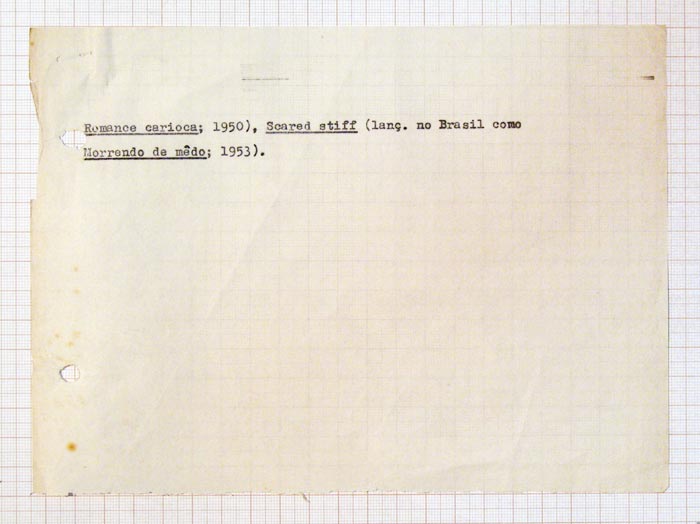 Romance carioca; 1950), Scared stiff (lanç. no Brasil como
Morrendo de mêdo; 1953).